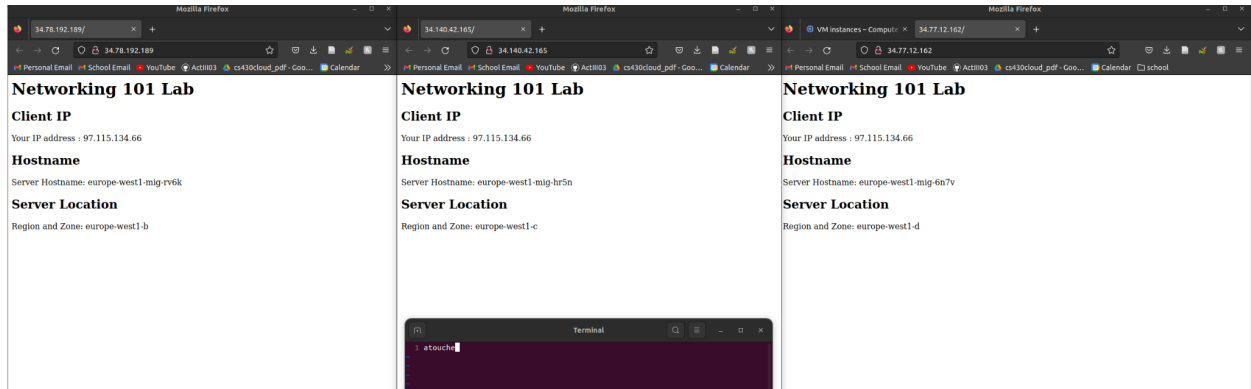 Mozilla Firefox
34.78.192.189/
34.78.192.189
Personal Email School Email YouTube ActIII03 cs430cloud_pdf - Goo... Calendar
Networking 101 Lab
Client IP
Your IP address : 97.115.134.66
Hostname
Server Hostname: europe-west1-mig-rv6k
Server Location
Region and Zone: europe-west1-b
Mozilla Firefox
34.140.42.165/
34.140.42.165
Personal Email School Email YouTube ActIII03 cs430cloud_pdf - Goo... Calendar
Networking 101 Lab
Client IP
Your IP address : 97.115.134.66
Hostname
Server Hostname: europe-west1-mig-hr5n
Server Location
Region and Zone: europe-west1-c
Terminal
1 atouche
Mozilla Firefox
VM instances – Compute 34.77.12.162/
34.77.12.162
Personal Email School Email YouTube ActIII03 cs430cloud_pdf - Goo... Calendar school
Networking 101 Lab
Client IP
Your IP address : 97.115.134.66
Hostname
Server Hostname: europe-west1-mig-6n7v
Server Location
Region and Zone: europe-west1-d